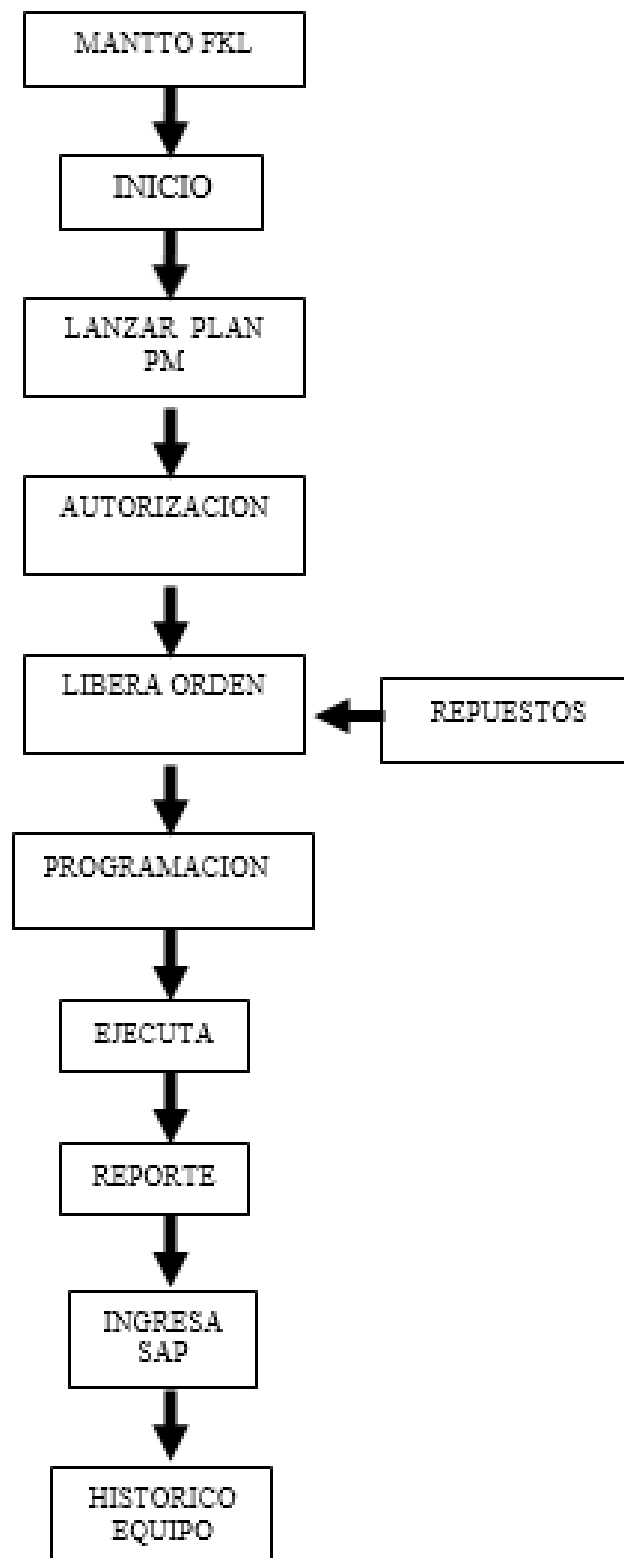 MANTTO FKL
INICIO
LANZAR PLAN
PM
AUTORIZACION
LIBERA ORDEN
REPUESTOS
PROGRAMACION
EJECUTA
REPORTE
INGRESA
SAP
HISTORICO
EQUIPO